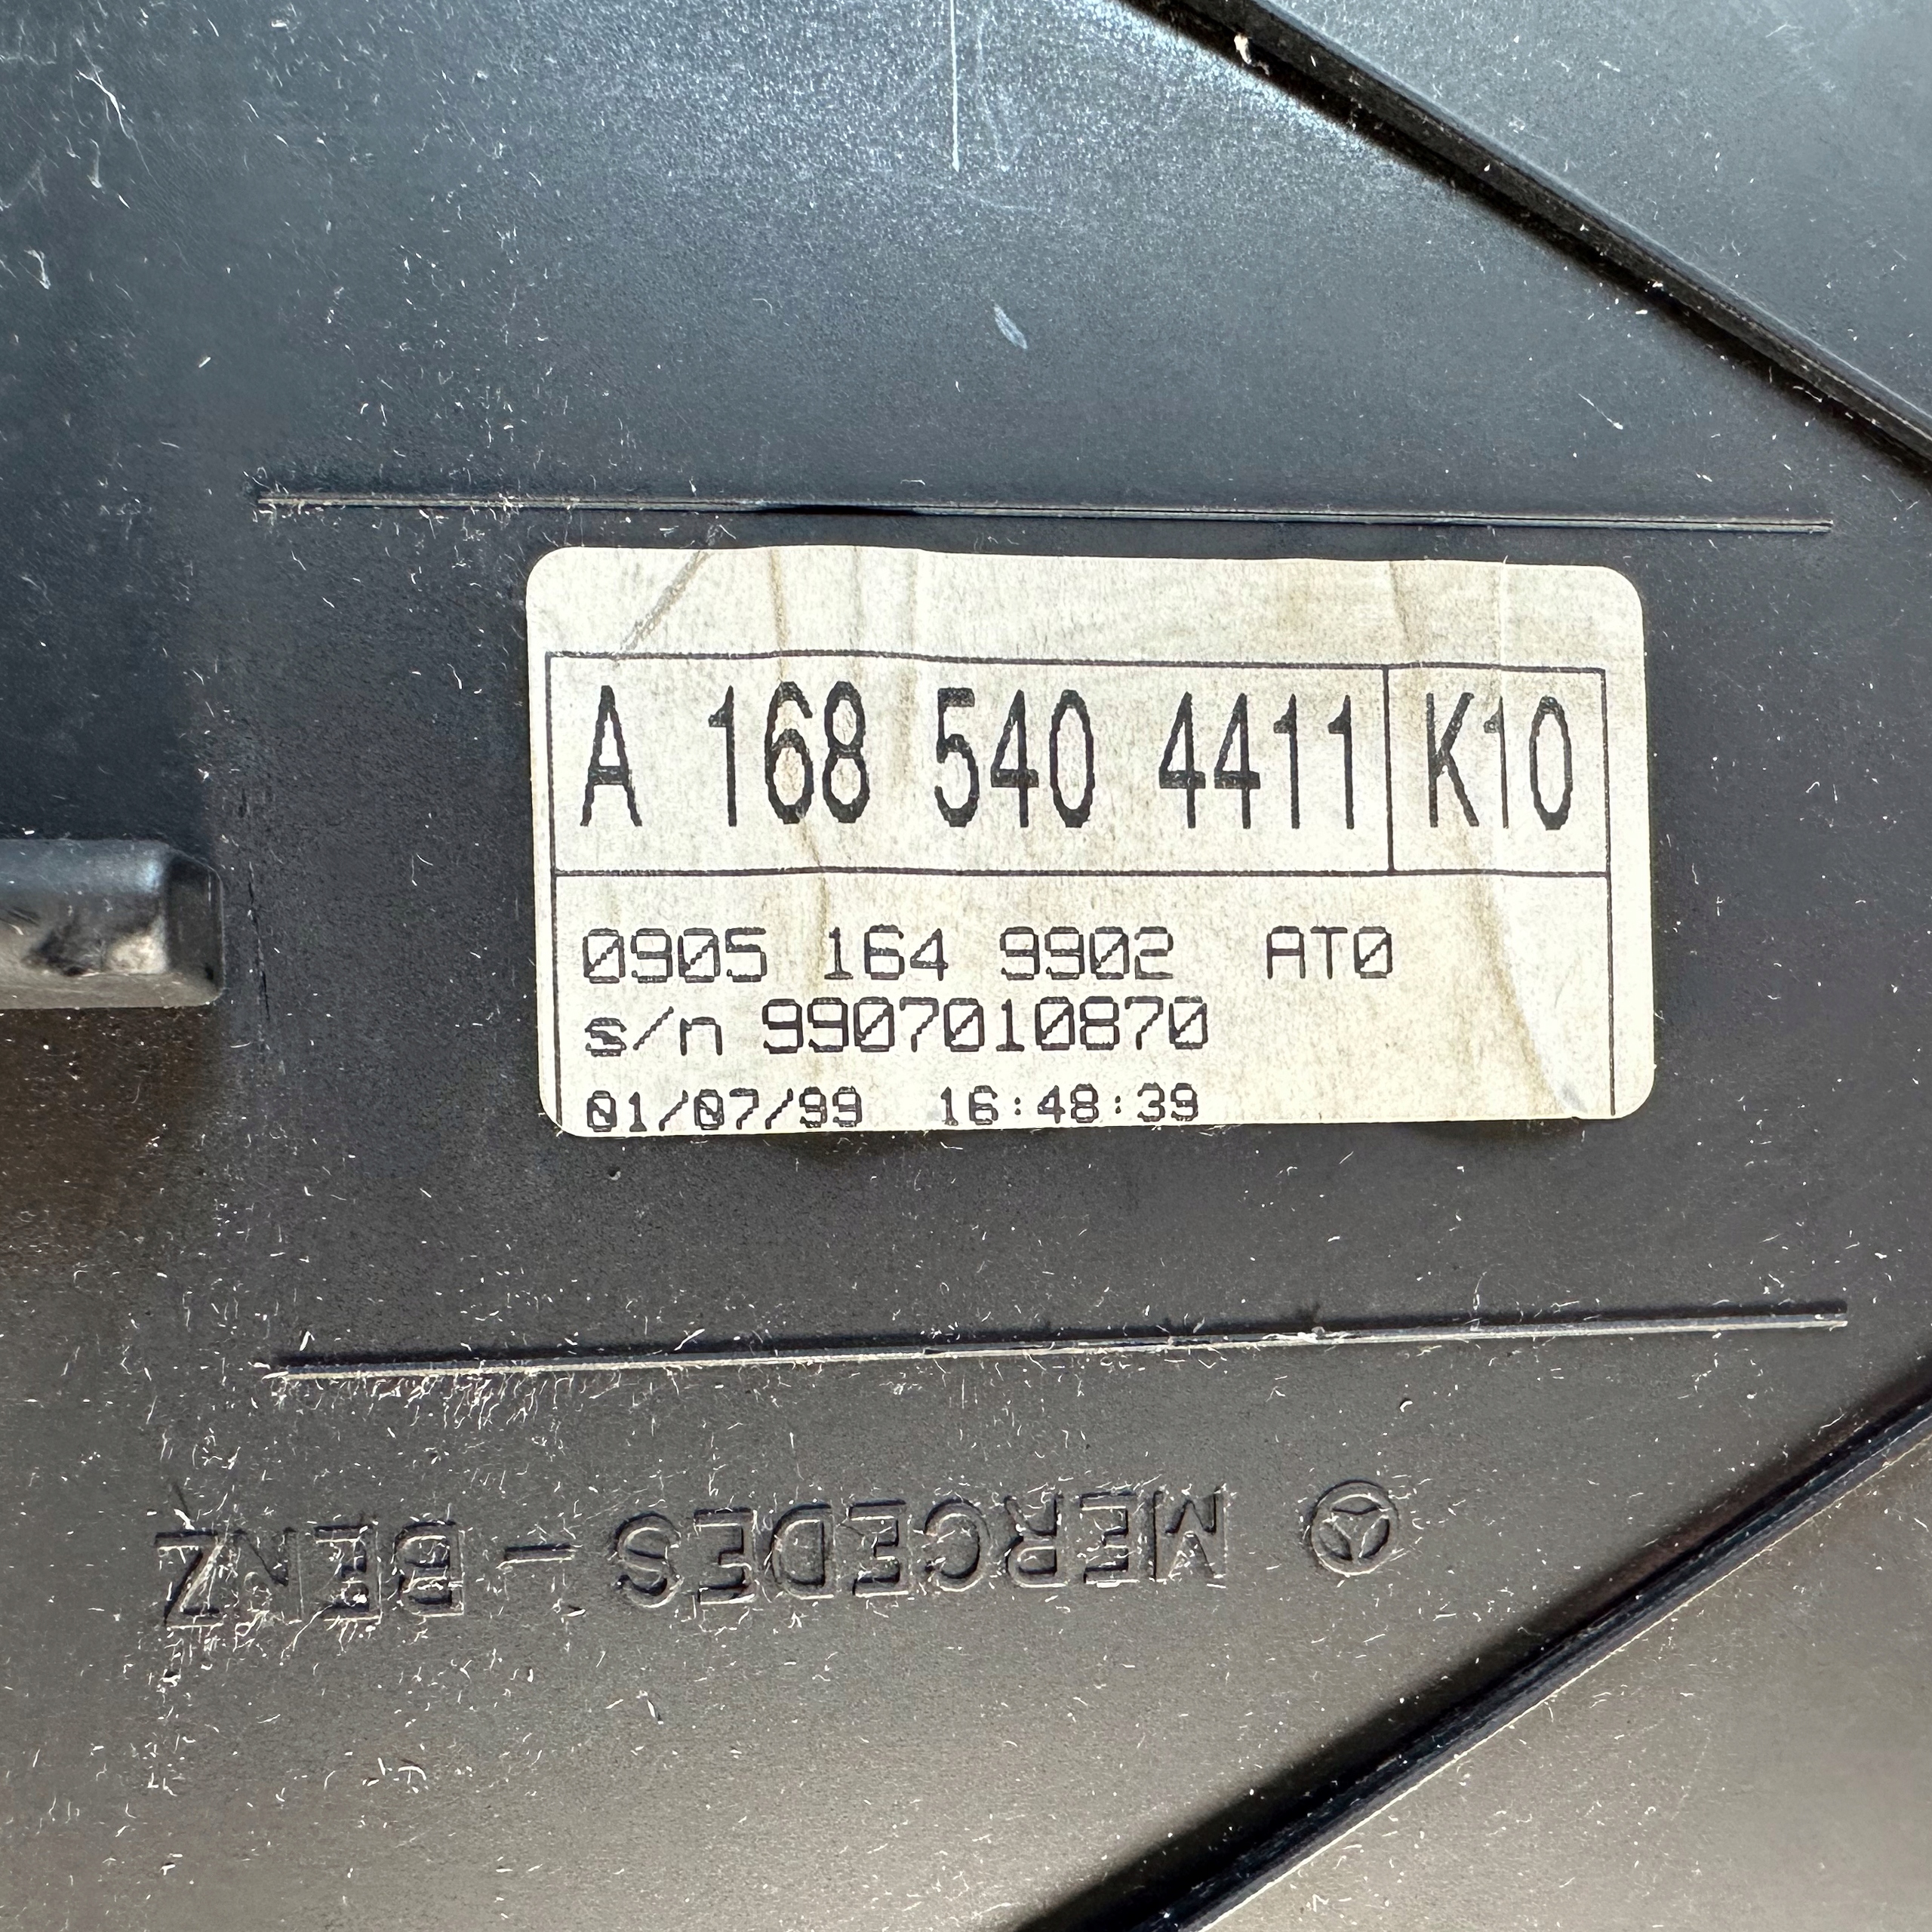 A 168 540 4411 K10
0905 164 9902 AT0
s/n 9907010870
01/07/99 16:48:39
MERCEDES-BENZ